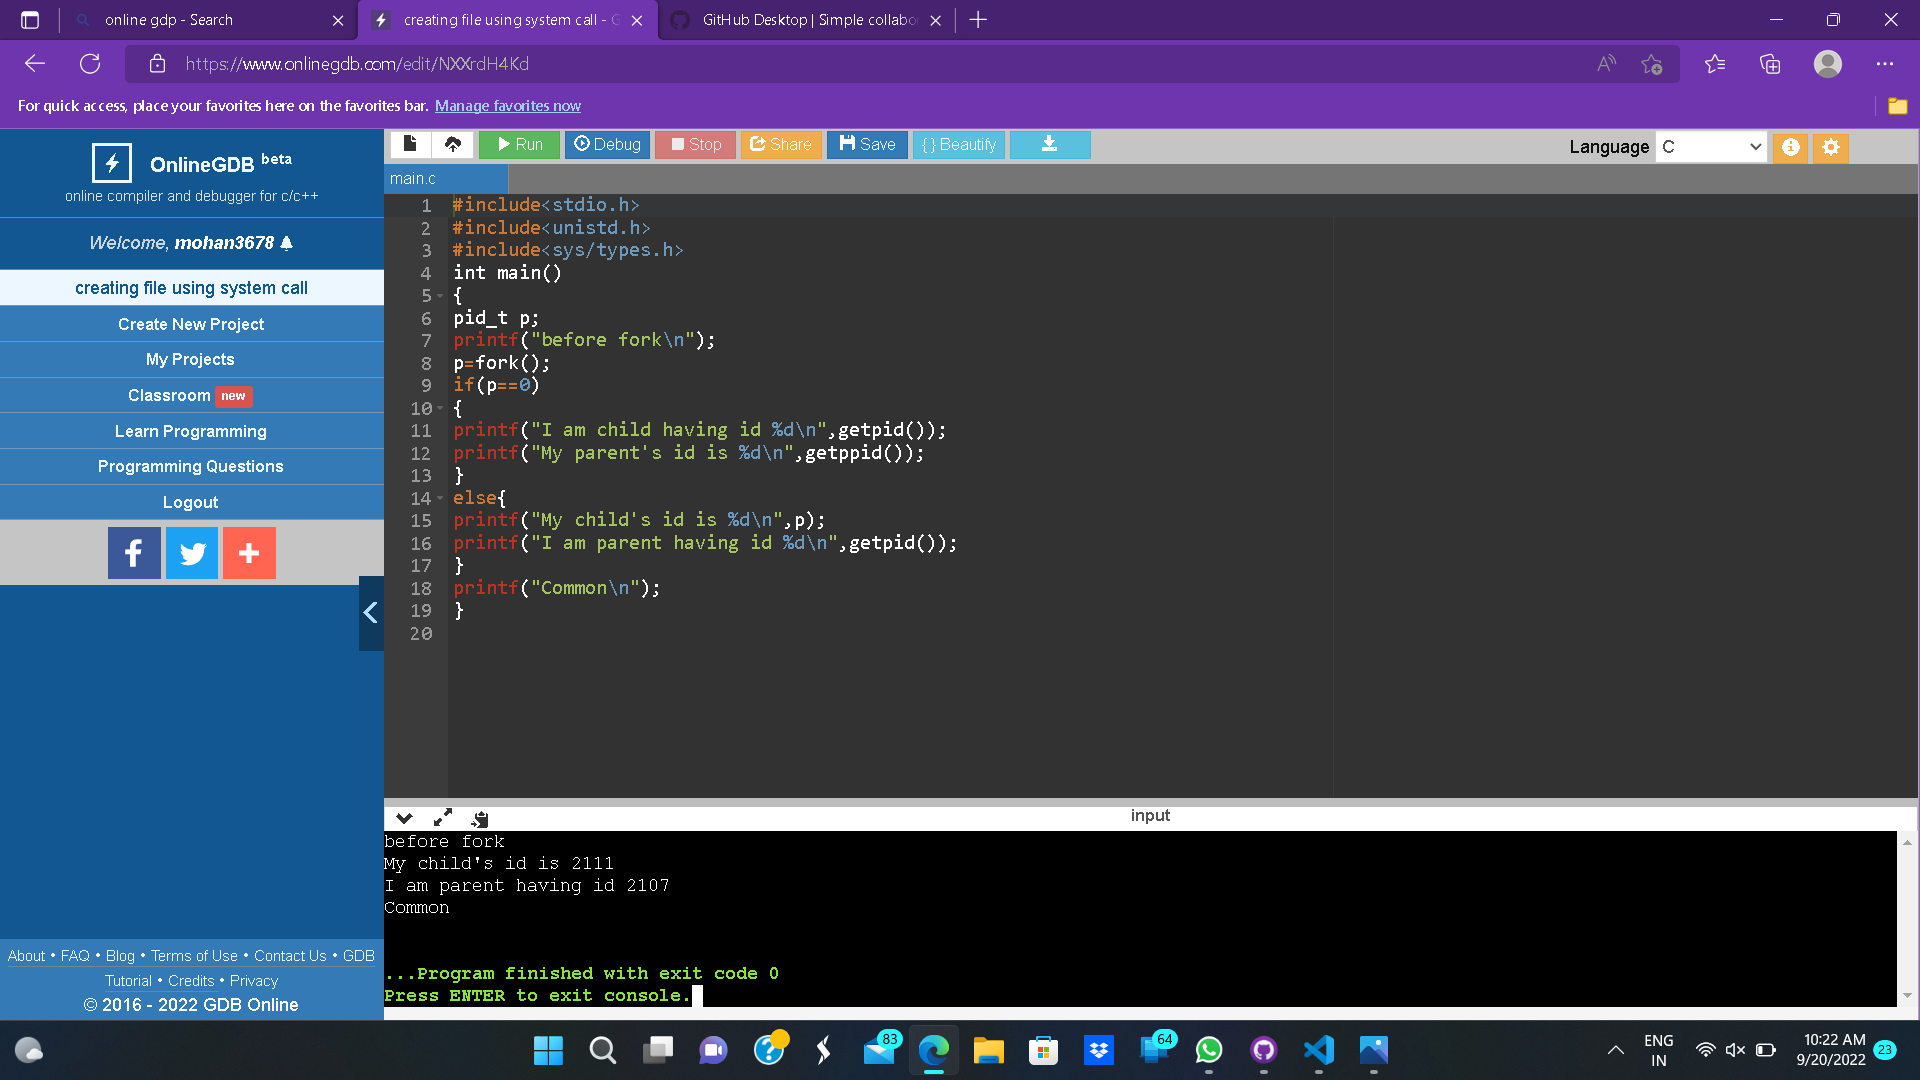 online gdp - Search
creating file using system call - G
GitHub Desktop | Simple collabo
https://www.onlinegdb.com/edit/NXXrdH4Kd
For quick access, place your favorites here on the favorites bar. Manage favorites now
OnlineGDB beta
online compiler and debugger for c/c++
Welcome, mohan3678
creating file using system call
Create New Project
My Projects
Classroom new
Learn Programming
Programming Questions
Logout
About • FAQ • Blog • Terms of Use • Contact Us • GDB
Tutorial • Credits • Privacy
© 2016 - 2022 GDB Online
Run Debug Stop Share Save {} Beautify
Language C
main.c
1 #include<stdio.h>
2 #include<unistd.h>
3 #include<sys/types.h>
4 int main()
5 {
6 pid_t p;
7 printf("before fork\n");
8 p=fork();
9 if(p==0)
10 {
11 printf("I am child having id %d\n",getpid());
12 printf("My parent's id is %d\n",getppid());
13 }
14 else{
15 printf("My child's id is %d\n",p);
16 printf("I am parent having id %d\n",getpid());
17 }
18 printf("Common\n");
19 }
20
input
before fork
My child's id is 2111
I am parent having id 2107
Common
...Program finished with exit code 0
Press ENTER to exit console.
83
64
ENG
IN
10:22 AM
9/20/2022
23